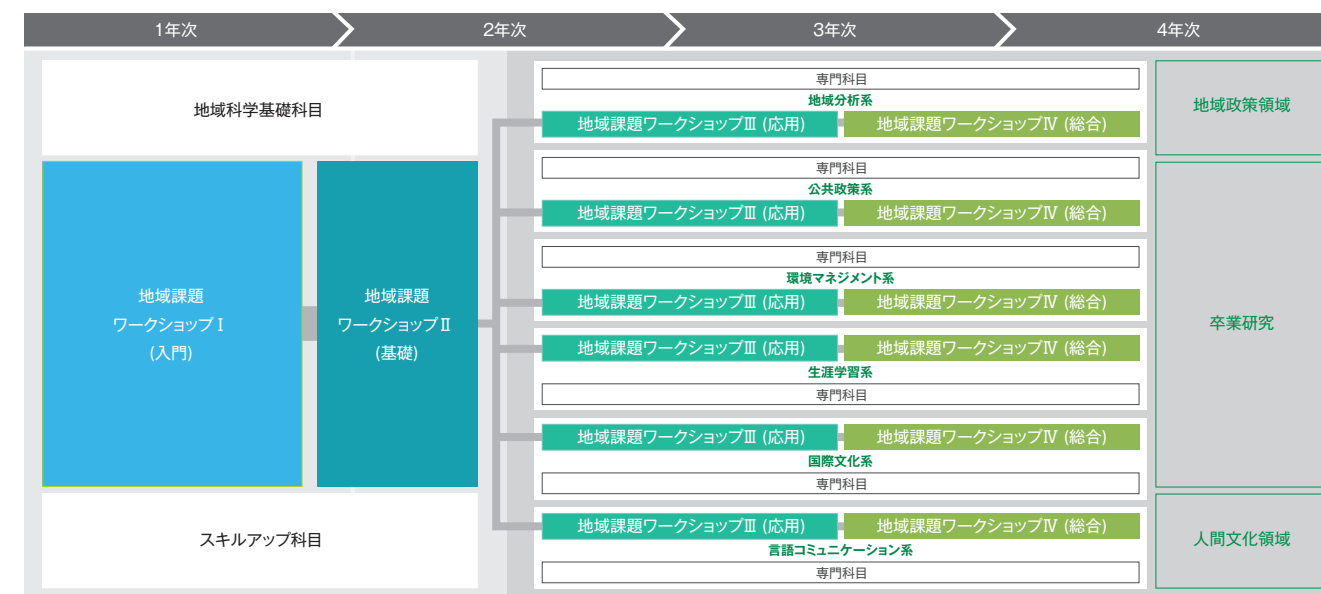 1年次
2年次
3年次
4年次
地域科学基礎科目
地域課題
ワークショップⅠ
(入門)
地域課題
ワークショップⅡ
(基礎)
スキルアップ科目
専門科目
地域分析系
地域課題ワークショップⅢ (応用)
地域課題ワークショップⅣ (総合)
専門科目
公共政策系
地域課題ワークショップⅢ (応用)
地域課題ワークショップⅣ (総合)
専門科目
環境マネジメント系
地域課題ワークショップⅢ (応用)
地域課題ワークショップⅣ (総合)
地域課題ワークショップⅢ (応用)
地域課題ワークショップⅣ (総合)
生涯学習系
専門科目
地域課題ワークショップⅢ (応用)
地域課題ワークショップⅣ (総合)
国際文化系
専門科目
地域課題ワークショップⅢ (応用)
地域課題ワークショップⅣ (総合)
言語コミュニケーション系
専門科目
地域政策領域
卒業研究
人間文化領域